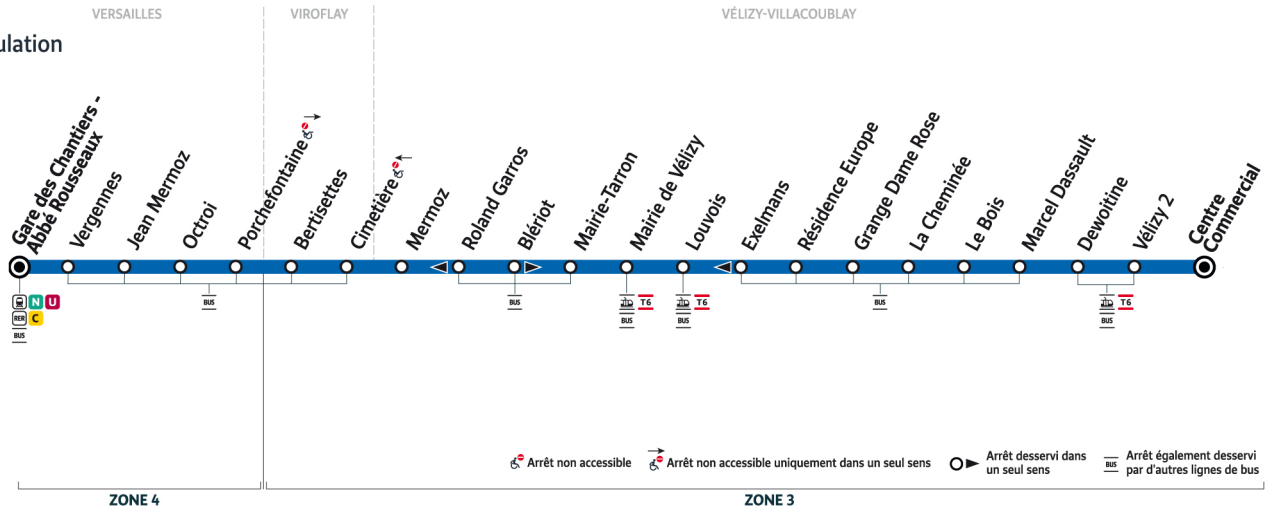 VERSAILLES
VIROFLAY
VÉLIZY-VILLACOUBLAY
ulation
Gare des Chantiers -
Abbé Rousseaux
Vergennes
Jean Mermoz
Octroi
Porchefontaine
Bertisettes
Cimetière
Mermoz
Roland Garros
Blériot
Mairie-Tarron
Mairie de Vélizy
Louvois
Exelmans
Résidence Europe
Grange Dame Rose
La Cheminée
Le Bois
Marcel Dassault
Dewoitine
Vélizy 2
Centre
Commercial
N U
RER C
BUS
BUS
BUS
T6
BUS
T6
BUS
BUS
T6
BUS
Arrêt non accessible
Arrêt non accessible uniquement dans un seul sens
Arrêt desservi dans
un seul sens
BUS
Arrêt également desservi
par d'autres lignes de bus
ZONE 4
ZONE 3